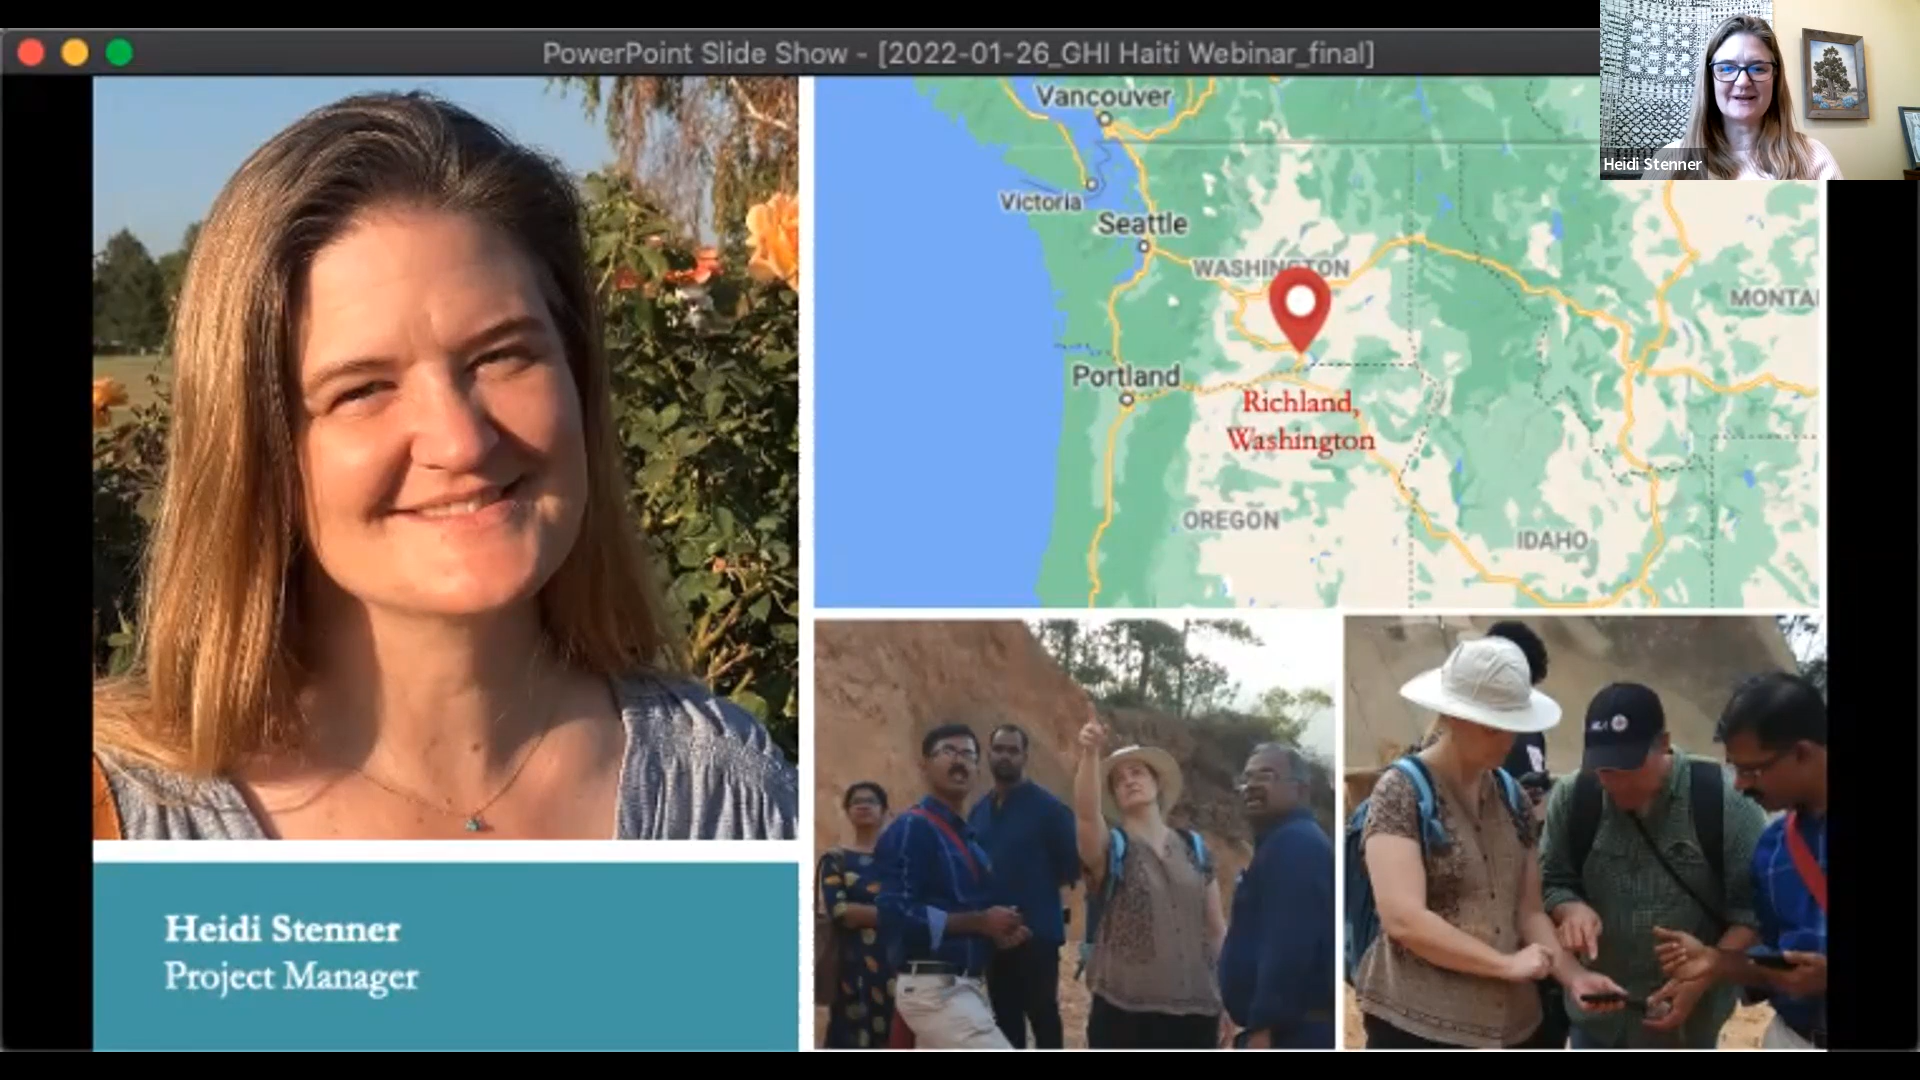 PowerPoint Slide Show - [2022-01-26_GHI Haiti Webinar_final]
Heidi Stenner
Vancouver
Victoria
Seattle
WASHINGTON
MONTA
Portland
Richland,
Washington
OREGON
IDAHO
Heidi Stenner
Project Manager